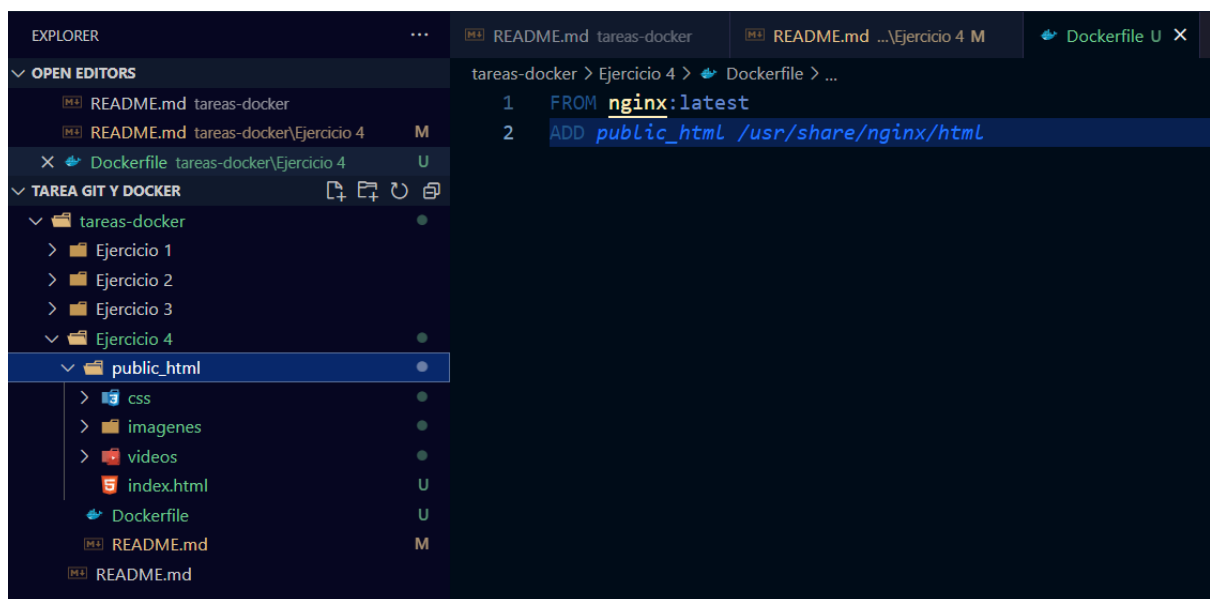 EXPLORER ...
OPEN EDITORS
README.md tareas-docker
README.md tareas-docker\Ejercicio 4 M
Dockerfile tareas-docker\Ejercicio 4 U
TAREA GIT Y DOCKER
tareas-docker
Ejercicio 1
Ejercicio 2
Ejercicio 3
Ejercicio 4
public_html
css
imagenes
videos
index.html U
Dockerfile U
README.md M
README.md
README.md tareas-docker README.md ...\Ejercicio 4 M Dockerfile U
tareas-docker > Ejercicio 4 > Dockerfile > ...
1 FROM nginx:latest
2 ADD public_html /usr/share/nginx/html